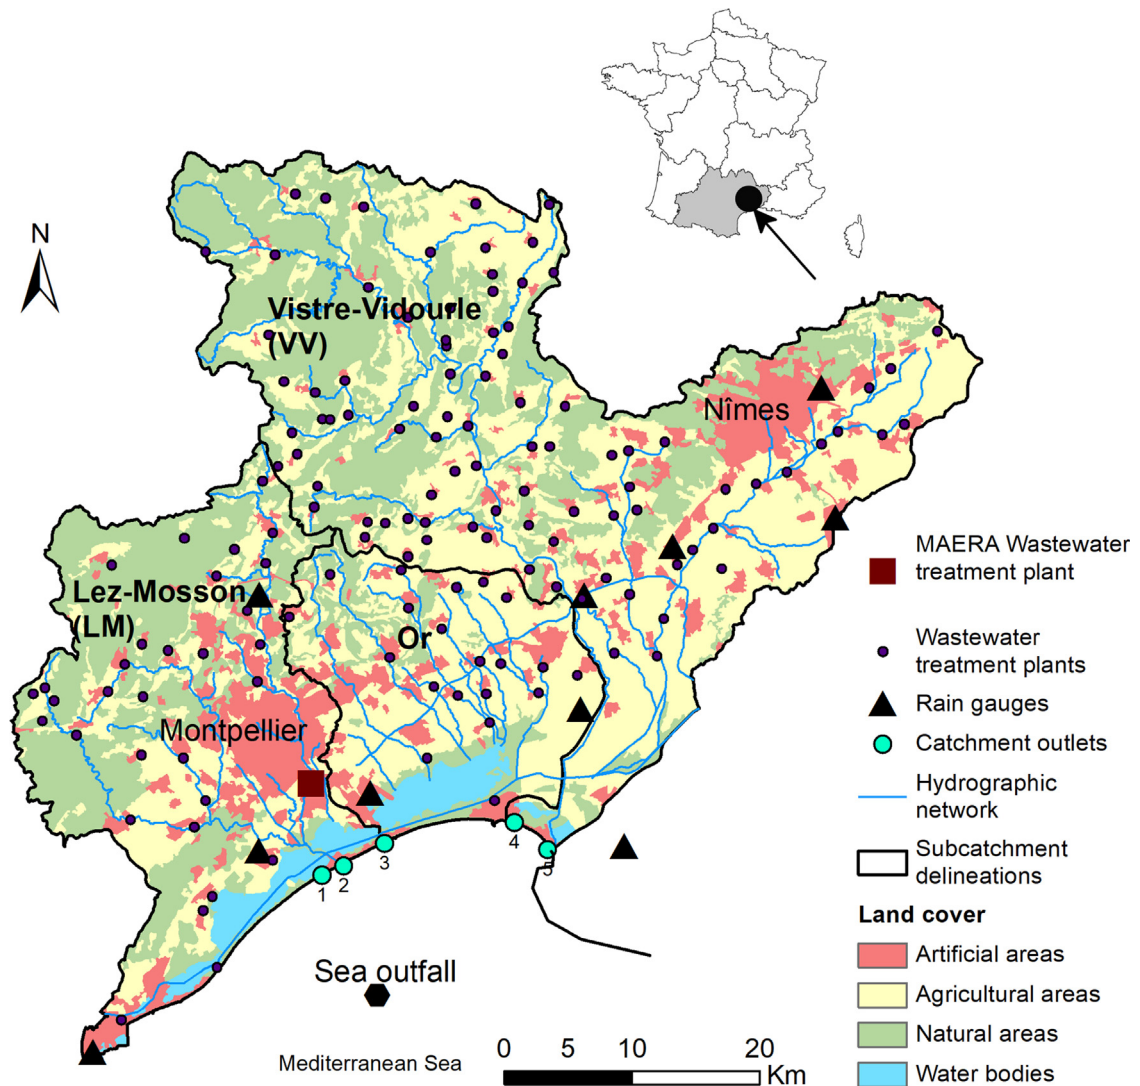 N
Vistre-Vidourle
(VV)
Nîmes
Lez-Mosson
(LM)
Or
Montpellier
1
2
3
4
5
Sea outfall
Mediterranean Sea
0 5 10 20
Km
MAERA Wastewater
treatment plant
Wastewater
treatment plants
Rain gauges
Catchment outlets
Hydrographic
network
Subcatchment
delineations
Land cover
Artificial areas
Agricultural areas
Natural areas
Water bodies